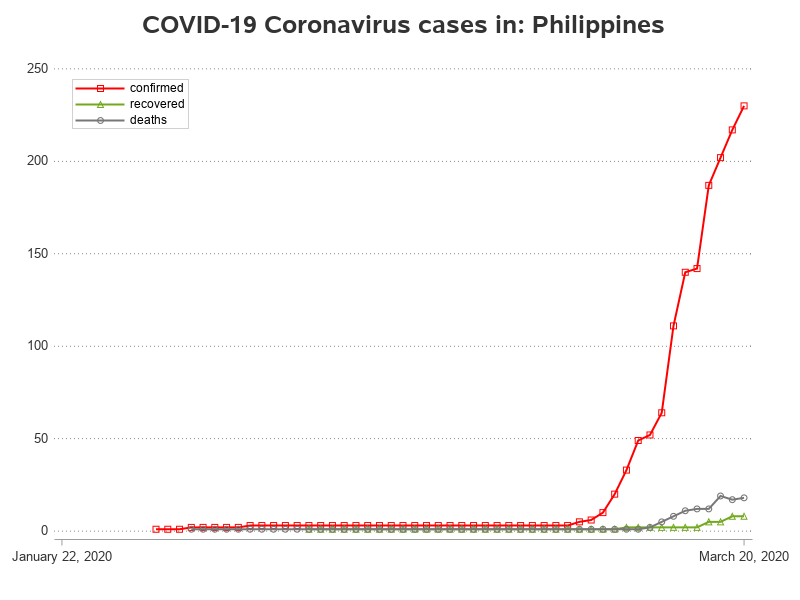 COVID-19 Coronavirus cases in: Philippines
250
confirmed
recovered
deaths
200
150
100
50
0
January 22, 2020
March 20, 2020